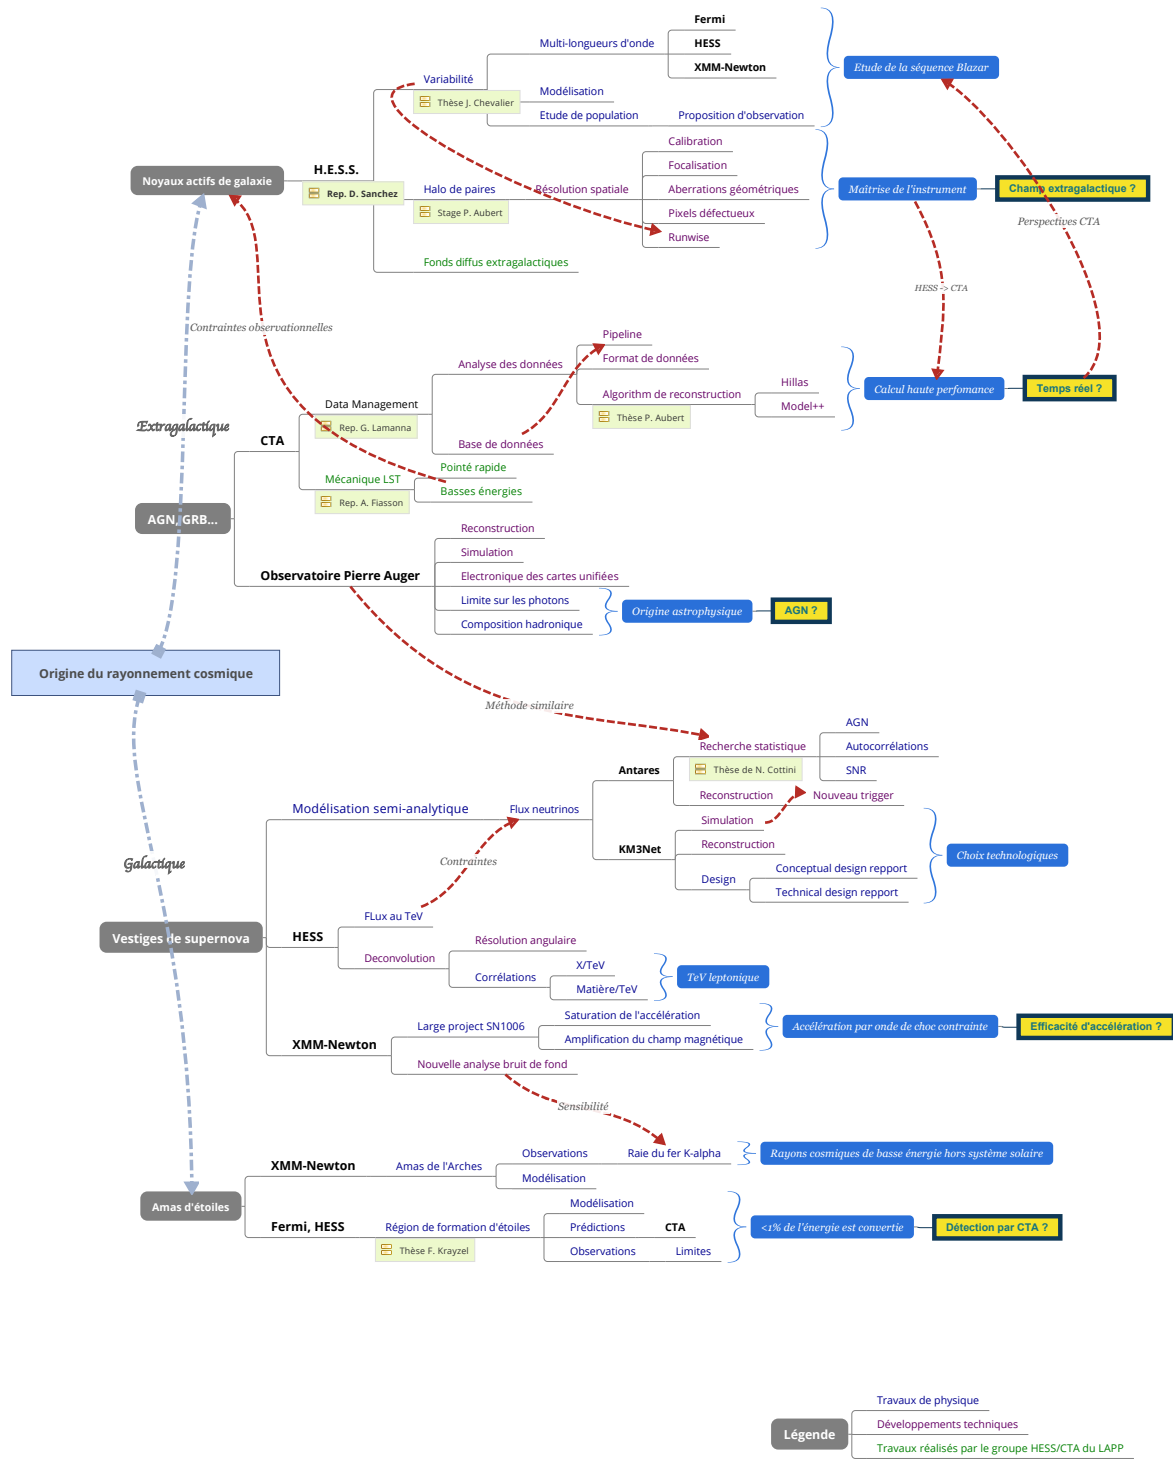 Fermi
HESS
XMM-Newton
Multi-longueurs d'onde
Etude de la séquence Blazar
Variabilité
Thèse J. Chevalier
Modélisation
Etude de population
Proposition d'observation
Calibration
Focalisation
Noyaux actifs de galaxie
H.E.S.S.
Rep. D. Sanchez
Halo de paires
Stage P. Aubert
Résolution spatiale
Aberrations géométriques
Maîtrise de l'instrument
Champ extragalactique ?
Pixels défectueux
Runwise
Perspectives CTA
Fonds diffus extragalactiques
HESS -> CTA
Contraintes observationnelles
Pipeline
Analyse des données
Format de données
Algorithm de reconstruction
Thèse P. Aubert
Hillas
Model++
Calcul haute perfomance
Temps réel ?
Data Management
Rep. G. Lamanna
Extragalactique
CTA
Base de données
Pointé rapide
Mécanique LST
Rep. A. Fiasson
Basses énergies
AGN, GRB...
Reconstruction
Simulation
Observatoire Pierre Auger
Electronique des cartes unifiées
Limite sur les photons
Composition hadronique
Origine astrophysique
AGN ?
Origine du rayonnement cosmique
Méthode similaire
AGN
Recherche statistique
Thèse de N. Cottini
Autocorrélations
SNR
Antares
Reconstruction
Nouveau trigger
Modélisation semi-analytique
Flux neutrinos
Simulation
KM3Net
Reconstruction
Design
Conceptual design repport
Technical design repport
Choix technologiques
Contraintes
Galactique
FLux au TeV
Vestiges de supernova
HESS
Résolution angulaire
Deconvolution
Corrélations
X/TeV
Matière/TeV
TeV leptonique
Saturation de l'accélération
Large project SN1006
Amplification du champ magnétique
Accélération par onde de choc contrainte
Efficacité d'accélération ?
XMM-Newton
Nouvelle analyse bruit de fond
Sensibilité
XMM-Newton
Amas de l'Arches
Observations
Raie du fer K-alpha
Rayons cosmiques de basse énergie hors système solaire
Modélisation
Amas d'étoiles
Modélisation
Fermi, HESS
Région de formation d'étoiles
Thèse F. Krayzel
Prédictions
CTA
Observations
Limites
<1% de l'énergie est convertie
Détection par CTA ?
Légende
Travaux de physique
Développements techniques
Travaux réalisés par le groupe HESS/CTA du LAPP